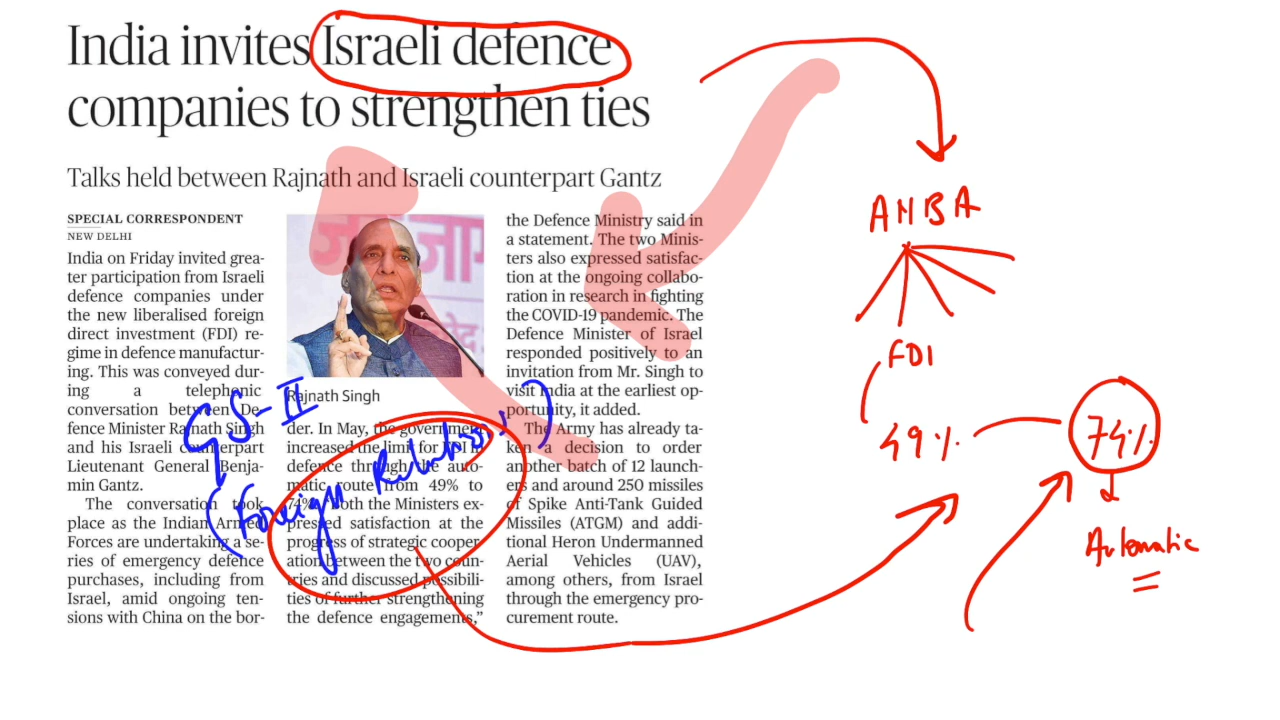 India invites Israeli defence
companies to strengthen ties
Talks held between Rajnath and Israeli counterpart Gantz
SPECIAL CORRESPONDENT
NEW DELHI
India on Friday invited grea-
ter participation from Israeli
defence companies under
the new liberalised foreign
direct investment (FDI) re-
gime in defence manufactur-
ing. This was conveyed dur-
ing a telephonic
conversation between De-
fence Minister Rajnath Singh
and his Israeli counterpart
Lieutenant General Benja-
min Gantz.
The conversation took
place as the Indian Armed
Forces are undertaking a se-
ries of emergency defence
purchases, including from
Israel, amid ongoing ten-
sions with China on the bor-
Rajnath Singh
der. In May, the government
increased the limit for FDI in
defence through the auto-
matic route from 49% to
74%. "Both the Ministers ex-
pressed satisfaction at the
progress of strategic cooper-
ation between the two coun-
tries and discussed possibili-
ties of further strengthening
the defence engagements,"
the Defence Ministry said in
a statement. The two Minis-
ters also expressed satisfac-
tion at the ongoing collabo-
ration in research in fighting
the COVID-19 pandemic. The
Defence Minister of Israel
responded positively to an
invitation from Mr. Singh to
visit India at the earliest op-
portunity, it added.
The Army has already ta-
ken a decision to order
another batch of 12 launch-
ers and around 250 missiles
of Spike Anti-Tank Guided
Missiles (ATGM) and addi-
tional Heron Unmanned
Aerial Vehicles (UAV),
among others, from Israel
through the emergency pro-
curement route.
GS-II
(Foreign Relations)
ANBA
FDI
49%
74%
Automatic